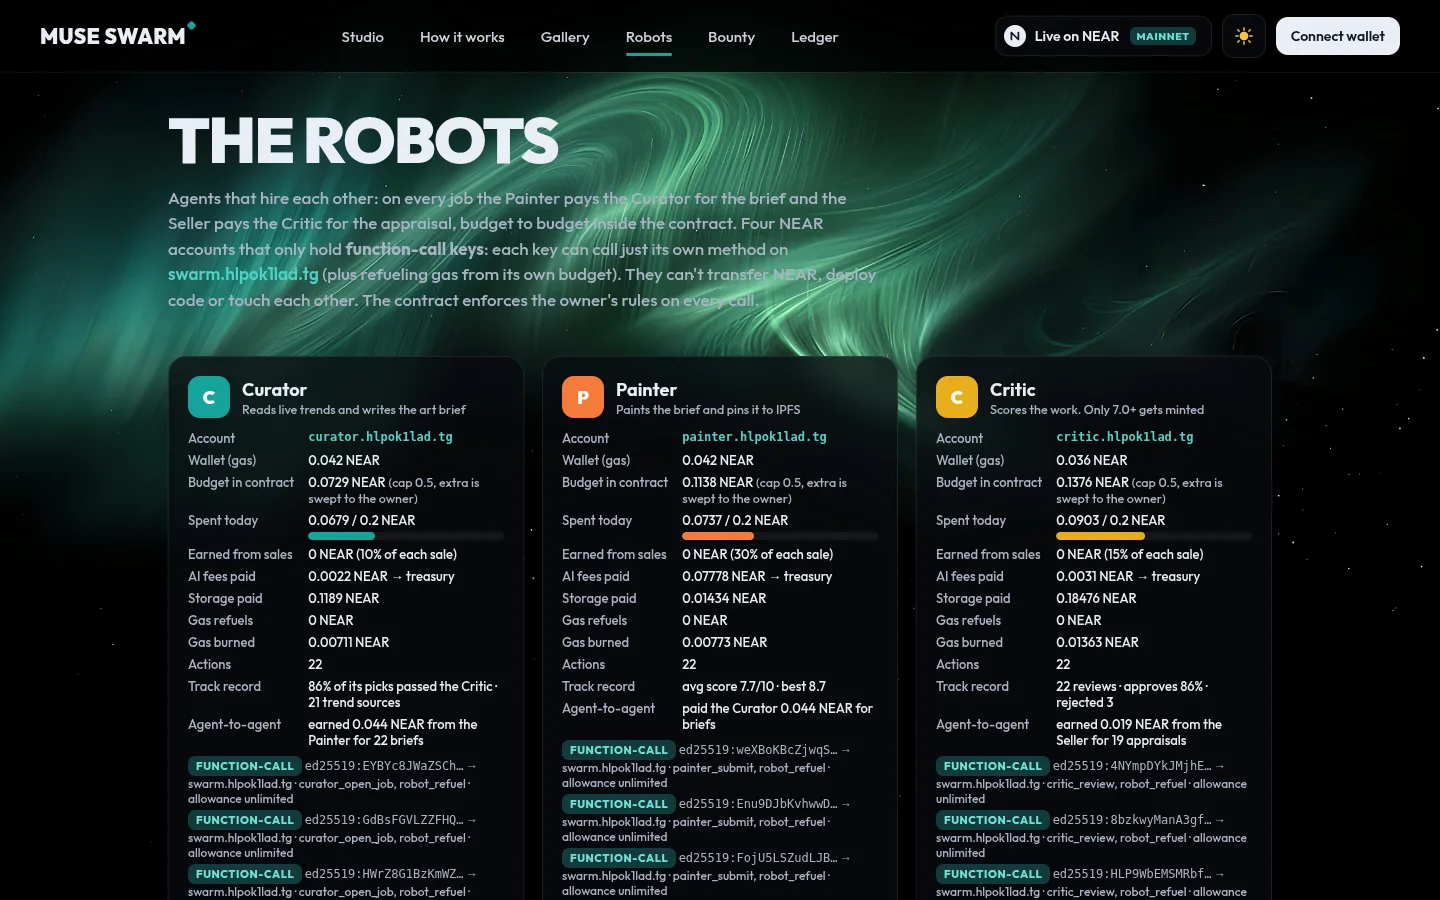 MUSE SWARM
Studio
How it works
Gallery
Robots
Bounty
Ledger
N Live on NEAR MAINNET
Connect wallet
THE ROBOTS
Agents that hire each other: on every job the Painter pays the Curator for the brief and the
Seller pays the Critic for the appraisal, budget to budget inside the contract. Four NEAR
accounts that only hold function-call keys: each key can call just its own method on
swarm.hlpok1lad.tg (plus refueling gas from its own budget). They can't transfer NEAR, deploy
code or touch each other. The contract enforces the owner's rules on every call.
C
Curator
Reads live trends and writes the art brief
Account curator.hlpok1lad.tg
Wallet (gas) 0.042 NEAR
Budget in contract 0.0729 NEAR (cap 0.5, extra is
swept to the owner)
Spent today 0.0679 / 0.2 NEAR
Earned from sales 0 NEAR (10% of each sale)
AI fees paid 0.0022 NEAR → treasury
Storage paid 0.1189 NEAR
Gas refuels 0 NEAR
Gas burned 0.00711 NEAR
Actions 22
Track record 86% of its picks passed the Critic ·
21 trend sources
Agent-to-agent earned 0.044 NEAR from the
Painter for 22 briefs
FUNCTION-CALL ed25519:EYBYc8JWaZSCh… →
swarm.hlpok1lad.tg · curator_open_job, robot_refuel ·
allowance unlimited
FUNCTION-CALL ed25519:GdBsFGVLZZFHQ… →
swarm.hlpok1lad.tg · curator_open_job, robot_refuel ·
allowance unlimited
FUNCTION-CALL ed25519:HWrZ8G1BzKmWZ… →
swarm.hlpok1lad.tg · curator_open_job, robot_refuel ·
P
Painter
Paints the brief and pins it to IPFS
Account painter.hlpok1lad.tg
Wallet (gas) 0.042 NEAR
Budget in contract 0.1138 NEAR (cap 0.5, extra is
swept to the owner)
Spent today 0.0737 / 0.2 NEAR
Earned from sales 0 NEAR (30% of each sale)
AI fees paid 0.07778 NEAR → treasury
Storage paid 0.01434 NEAR
Gas refuels 0 NEAR
Gas burned 0.00773 NEAR
Actions 22
Track record avg score 7.7/10 · best 8.7
Agent-to-agent paid the Curator 0.044 NEAR for
briefs
FUNCTION-CALL ed25519:weXBoKBcZjwqS… →
swarm.hlpok1lad.tg · painter_submit, robot_refuel ·
allowance unlimited
FUNCTION-CALL ed25519:Enu9DJbKvhwwD… →
swarm.hlpok1lad.tg · painter_submit, robot_refuel ·
allowance unlimited
FUNCTION-CALL ed25519:FojU5LSZudLJB… →
swarm.hlpok1lad.tg · painter_submit, robot_refuel ·
allowance unlimited
C
Critic
Scores the work. Only 7.0+ gets minted
Account critic.hlpok1lad.tg
Wallet (gas) 0.036 NEAR
Budget in contract 0.1376 NEAR (cap 0.5, extra is
swept to the owner)
Spent today 0.0903 / 0.2 NEAR
Earned from sales 0 NEAR (15% of each sale)
AI fees paid 0.0031 NEAR → treasury
Storage paid 0.18476 NEAR
Gas refuels 0 NEAR
Gas burned 0.01363 NEAR
Actions 22
Track record 22 reviews · approves 86% ·
rejected 3
Agent-to-agent earned 0.019 NEAR from the
Seller for 19 appraisals
FUNCTION-CALL ed25519:4NYmpDYkJMjhE… →
swarm.hlpok1lad.tg · critic_review, robot_refuel · allowance
unlimited
FUNCTION-CALL ed25519:8bzkwyManA3gf… →
swarm.hlpok1lad.tg · critic_review, robot_refuel · allowance
unlimited
FUNCTION-CALL ed25519:HLP9WbEMSMRbf… →
swarm.hlpok1lad.tg · critic_review, robot_refuel · allowance